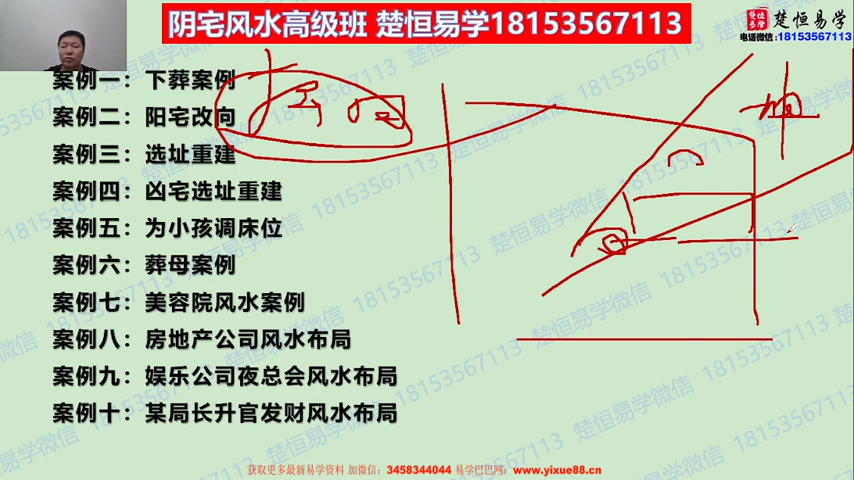 阴宅风水高级班 楚恒易学18153567113
楚恒易学
电话微信:18153567113
案例一：下葬案例
案例二：阳宅改向
案例三：选址重建
案例四：凶宅选址重建
案例五：为小孩调床位
案例六：葬母案例
案例七：美容院风水案例
案例八：房地产公司风水布局
案例九：娱乐公司夜总会风水布局
案例十：某局长升官发财风水布局
楚恒易学微信 18153567113
获取更多最新易学资料 加微信：3458344044 易学巴巴网：www.yixue88.cn